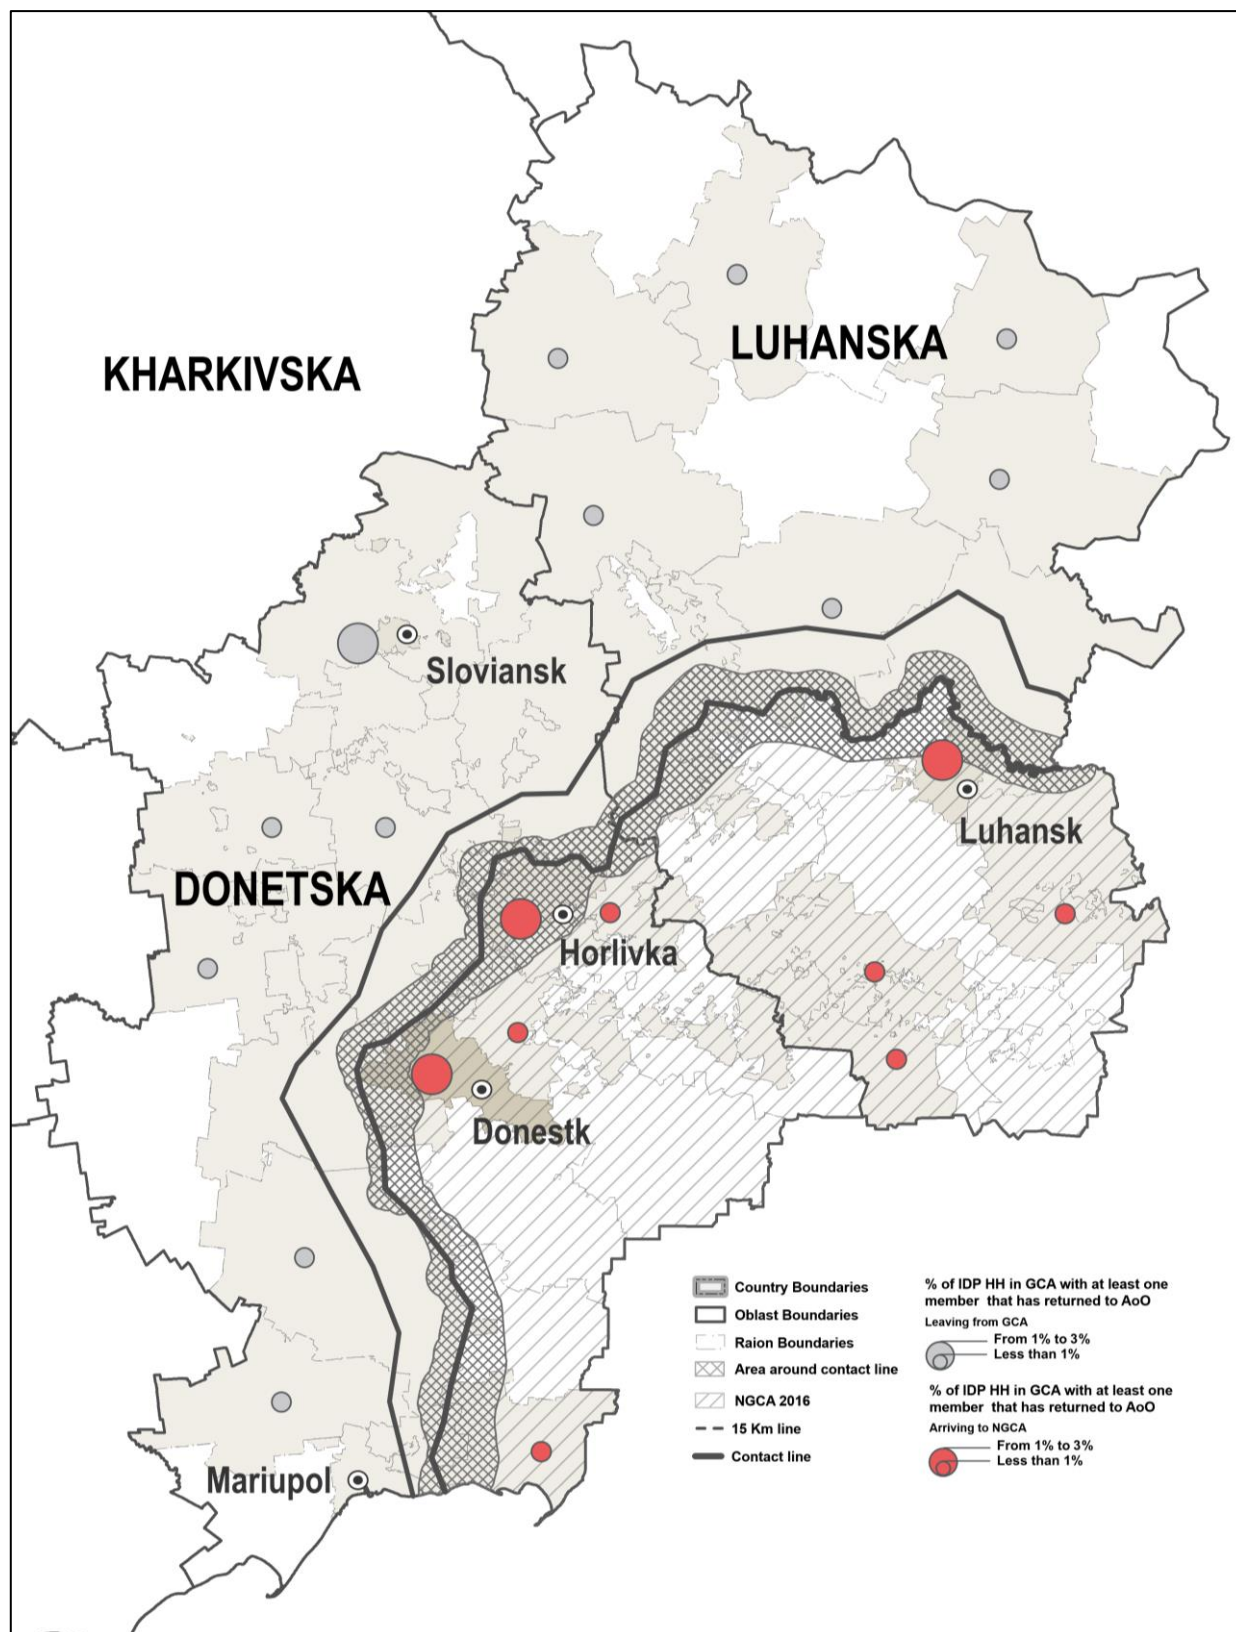 LUHANSKA
KHARKIVSKA
Sloviansk
Luhansk
DONETSKA
Horlivka
Donestk
Mariupol
Country Boundaries
Oblast Boundaries
Raion Boundaries
Area around contact line
NGCA 2016
15 Km line
Contact line
% of IDP HH in GCA with at least one
member that has returned to AoO
Leaving from GCA
From 1% to 3%
Less than 1%
% of IDP HH in GCA with at least one
member that has returned to AoO
Arriving to NGCA
From 1% to 3%
Less than 1%